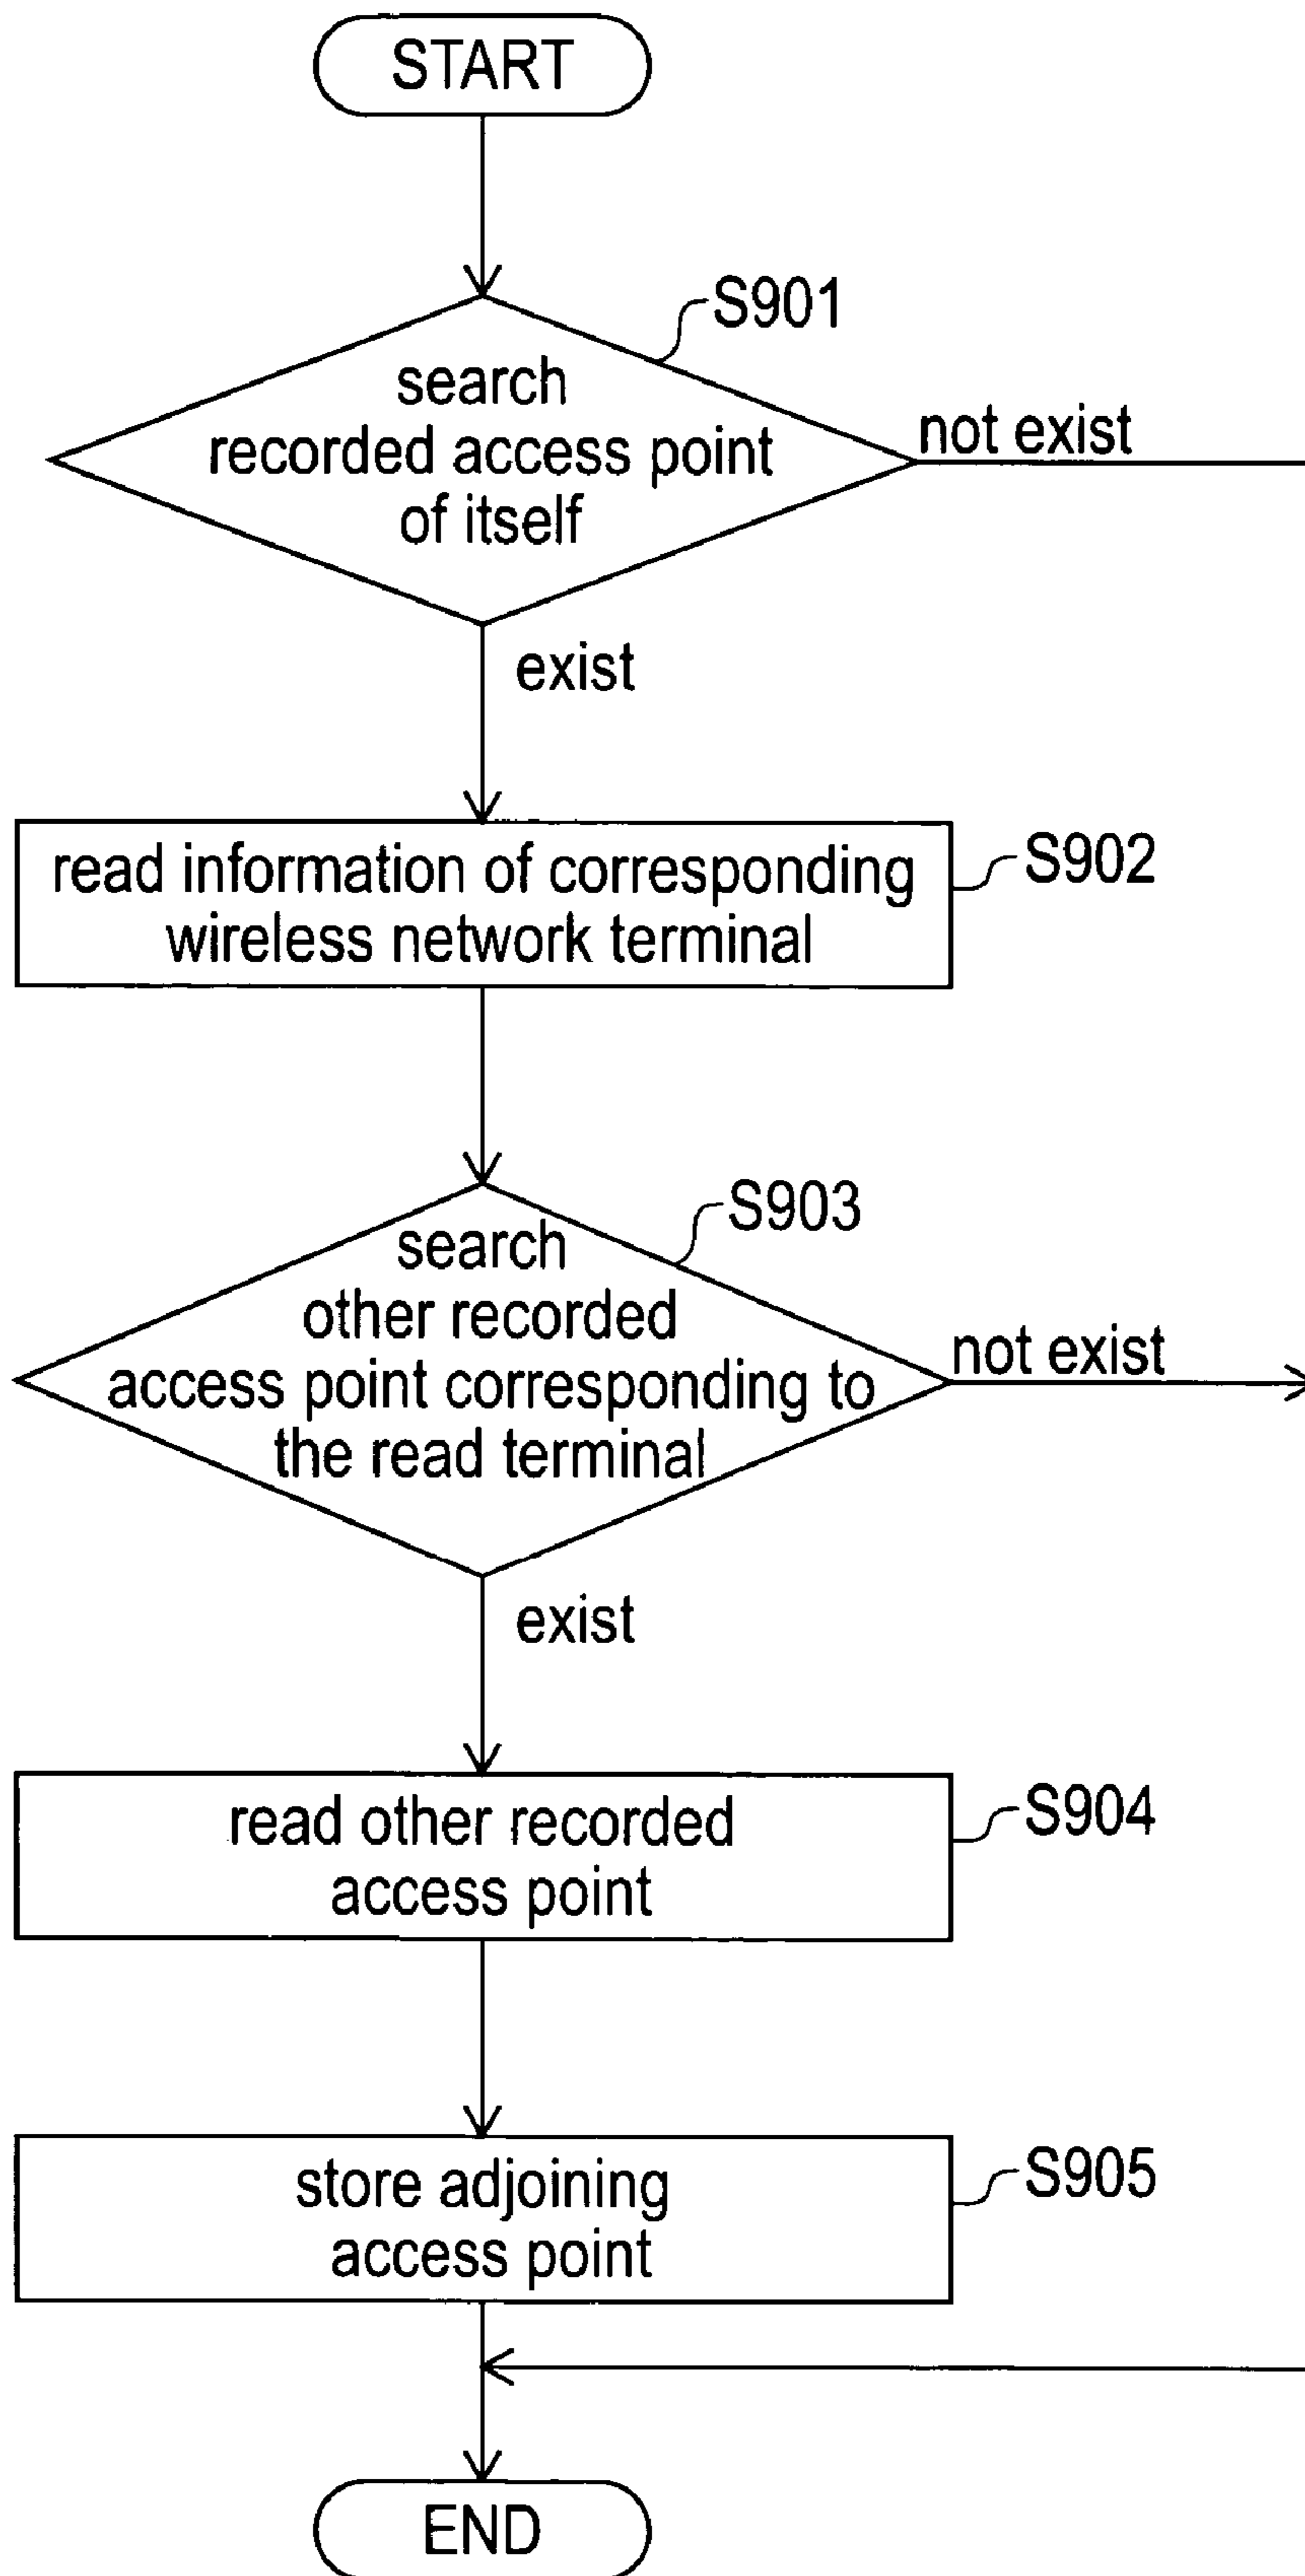 START
S901
search
recorded access point
of itself
not exist
exist
read information of corresponding
wireless network terminal
S902
S903
search
other recorded
access point corresponding to
the read terminal
not exist
exist
read other recorded
access point
S904
store adjoining
access point
S905
END